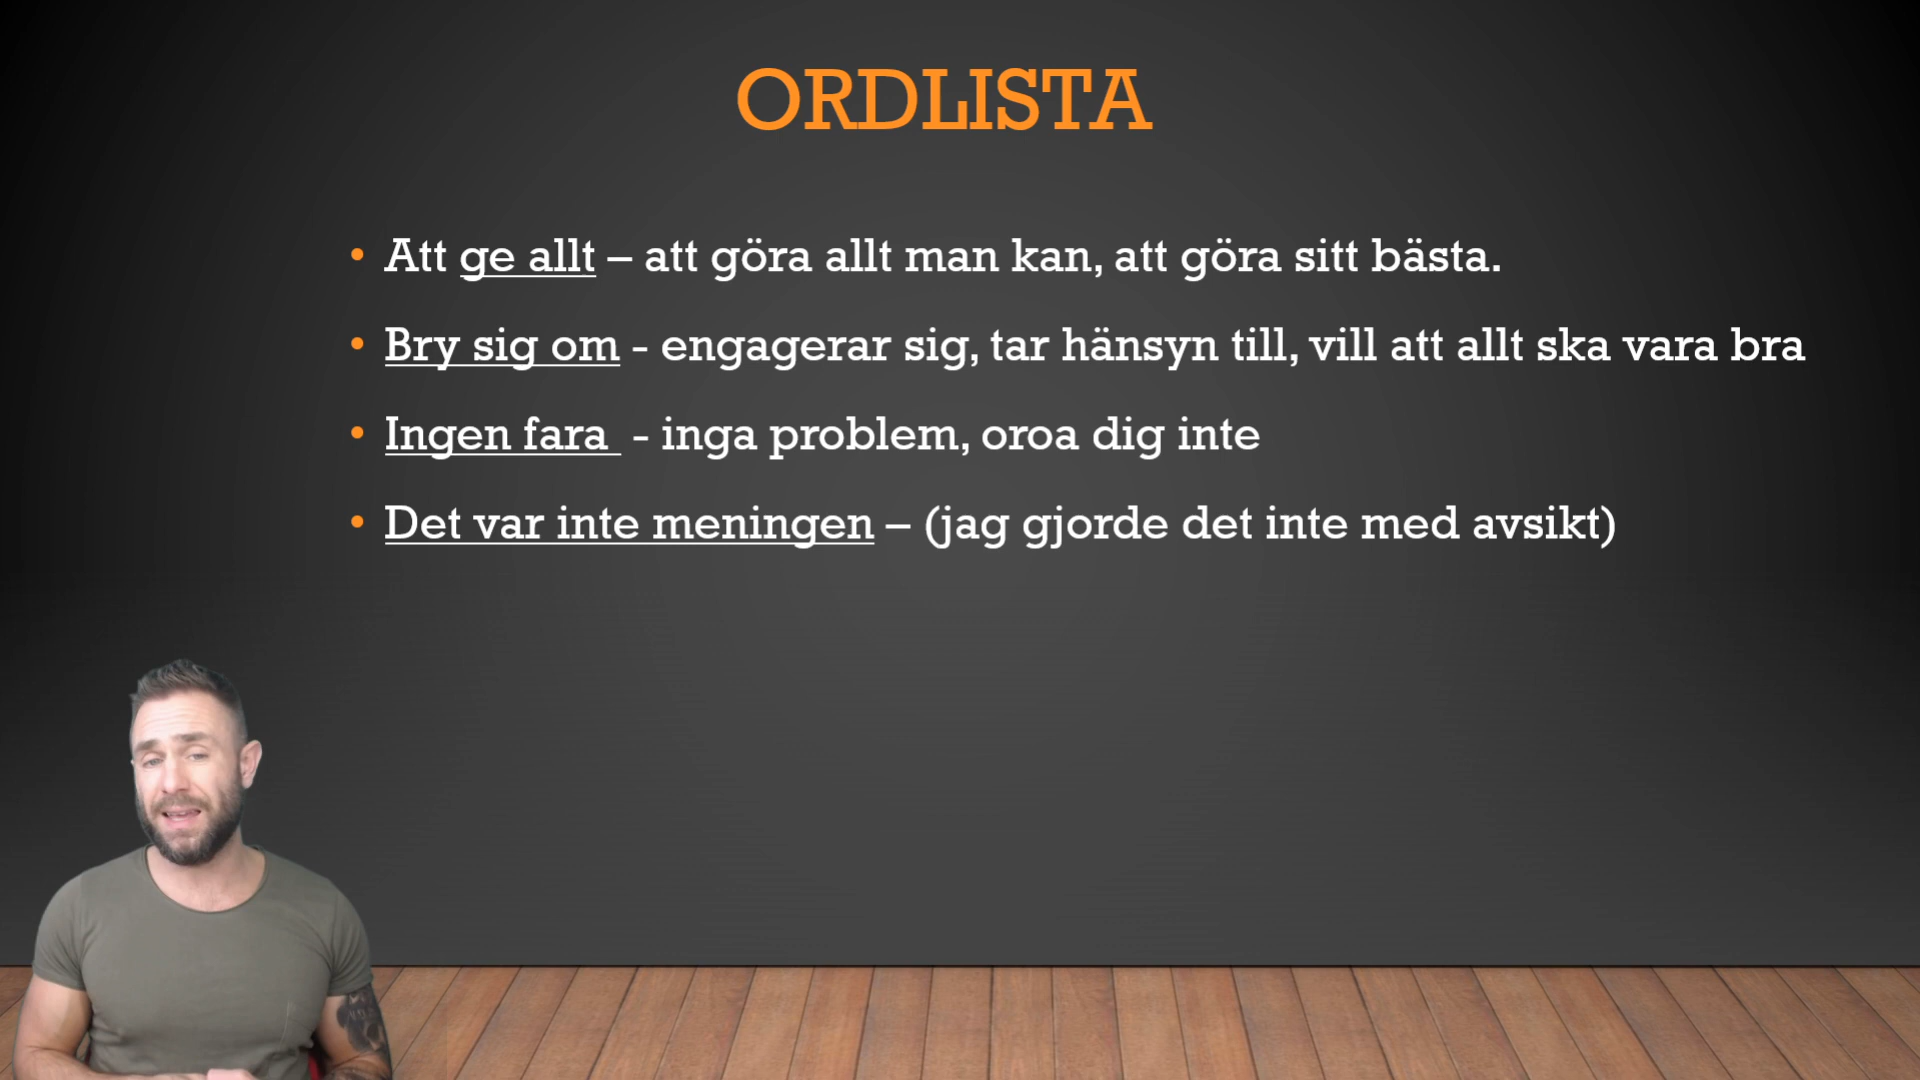 ORDLISTA
• Att ge allt – att göra allt man kan, att göra sitt bästa.
• Bry sig om - engagerar sig, tar hänsyn till, vill att allt ska vara bra
• Ingen fara - inga problem, oroa dig inte
• Det var inte meningen – (jag gjorde det inte med avsikt)